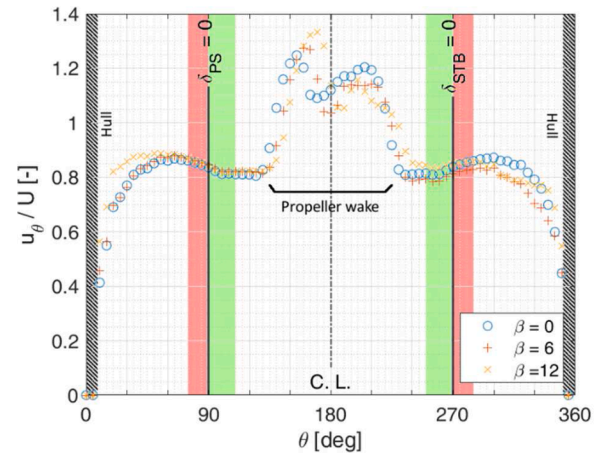 1.4
1.2
1
0.8
0.6
0.4
0.2
0
u_θ / U [-]
Hull
δ_PS = 0
δ_STB = 0
Hull
Propeller wake
β = 0
β = 6
β = 12
C. L.
0 90 180 270 360
θ [deg]